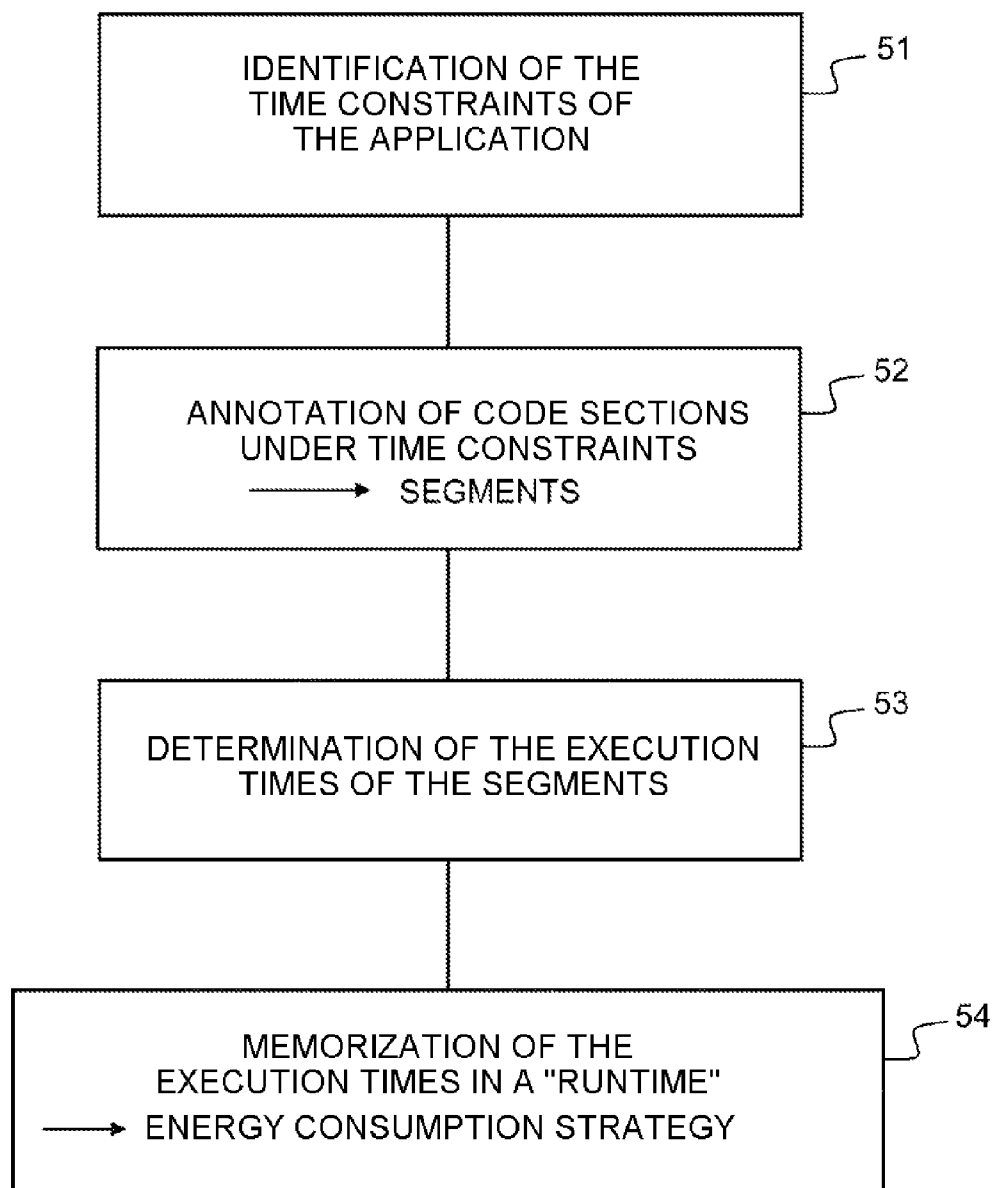 IDENTIFICATION OF THE
TIME CONSTRAINTS OF
THE APPLICATION
51
ANNOTATION OF CODE SECTIONS
UNDER TIME CONSTRAINTS
SEGMENTS
52
DETERMINATION OF THE EXECUTION
TIMES OF THE SEGMENTS
53
MEMORIZATION OF THE
EXECUTION TIMES IN A "RUNTIME"
ENERGY CONSUMPTION STRATEGY
54